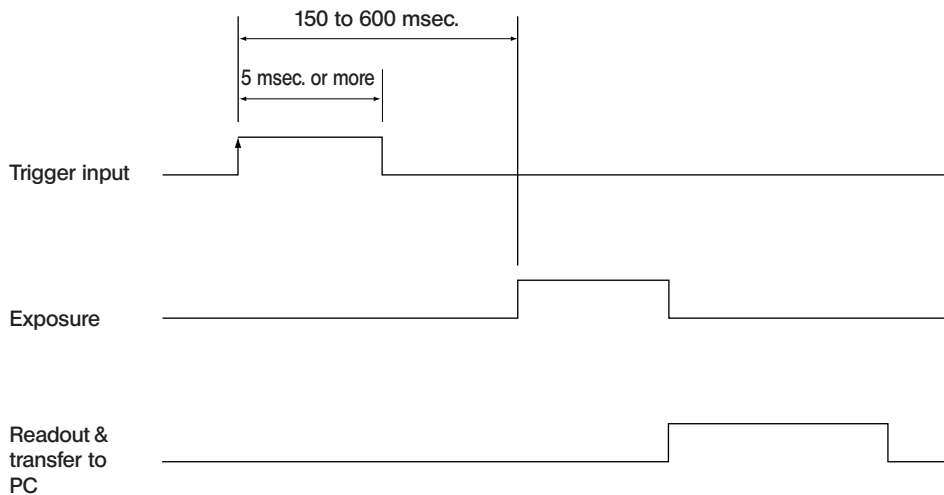 150 to 600 msec.
5 msec. or more
Trigger input
Exposure
Readout &
transfer to
PC